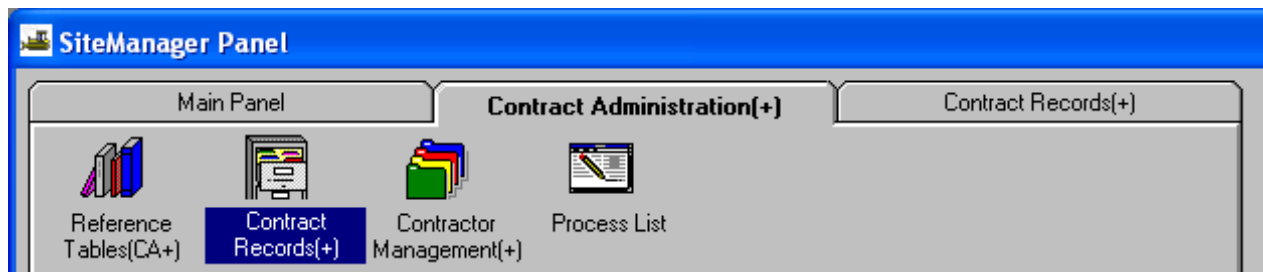 SiteManager Panel
Main Panel
Contract Administration(+)
Contract Records(+)
Reference
Tables(CA+)
Contract
Records(+)
Contractor
Management(+)
Process List